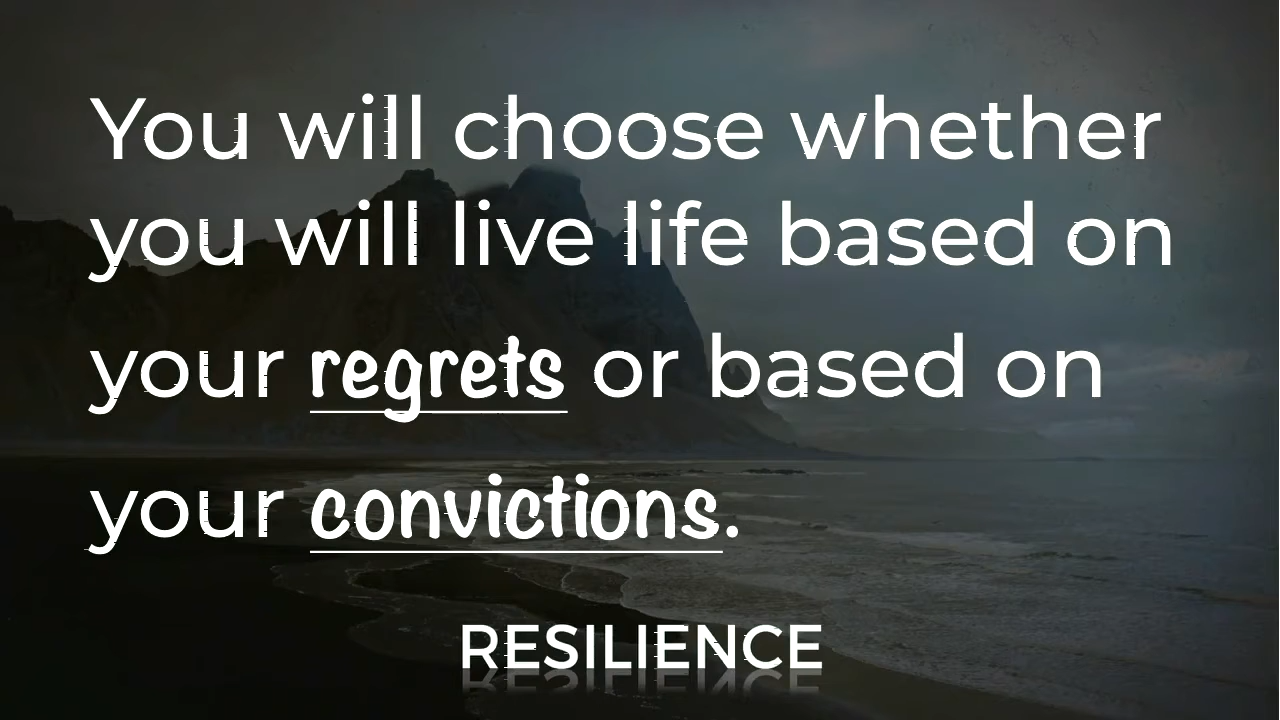 You will choose whether
you will live life based on
your regrets or based on
your convictions.
RESILIENCE